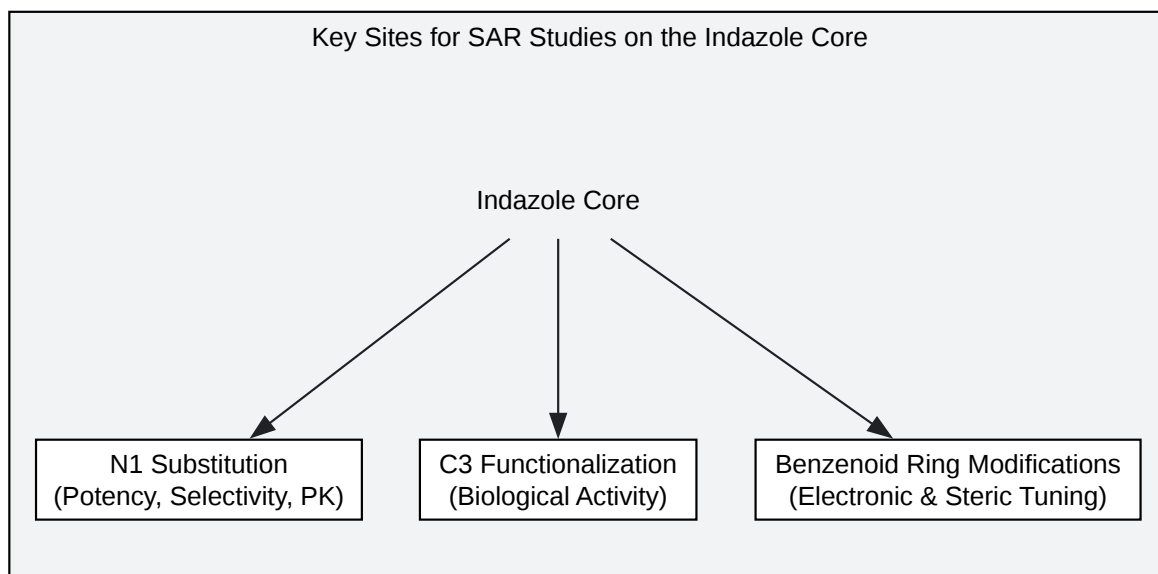 Key Sites for SAR Studies on the Indazole Core
Indazole Core
N1 Substitution
(Potency, Selectivity, PK)
C3 Functionalization
(Biological Activity)
Benzenoid Ring Modifications
(Electronic & Steric Tuning)